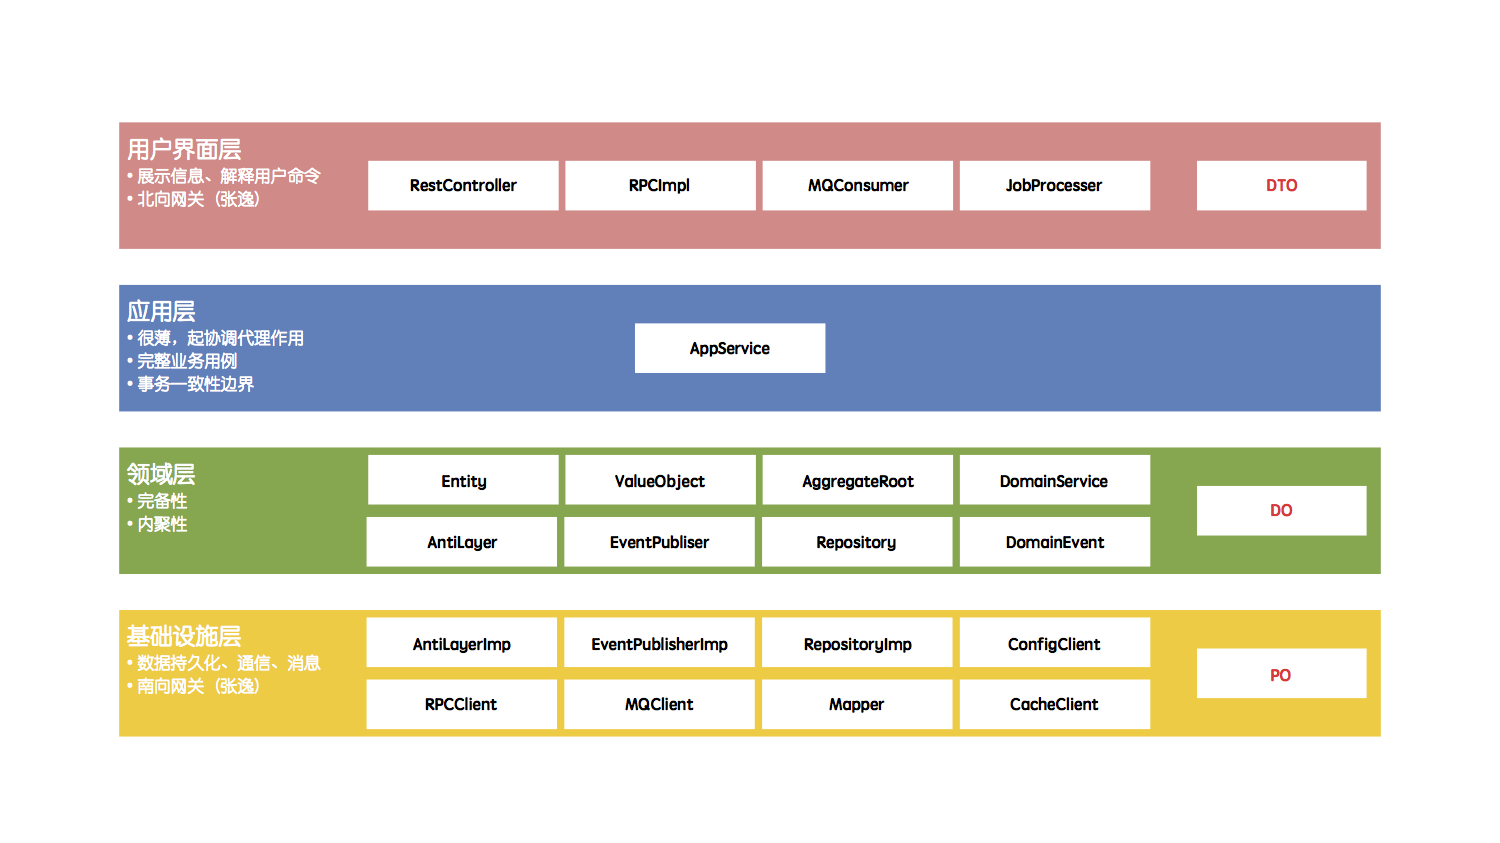 用户界面层
• 展示信息、解释用户命令
• 北向网关（张逸）
RestController
RPCImpl
MQConsumer
JobProcesser
DTO
应用层
• 很薄，起协调代理作用
• 完整业务用例
• 事务一致性边界
AppService
领域层
• 完备性
• 内聚性
Entity
ValueObject
AggregateRoot
DomainService
AntiLayer
EventPubliser
Repository
DomainEvent
DO
基础设施层
• 数据持久化、通信、消息
• 南向网关（张逸）
AntiLayerImp
EventPublisherImp
RepositoryImp
ConfigClient
RPCClient
MQClient
Mapper
CacheClient
PO